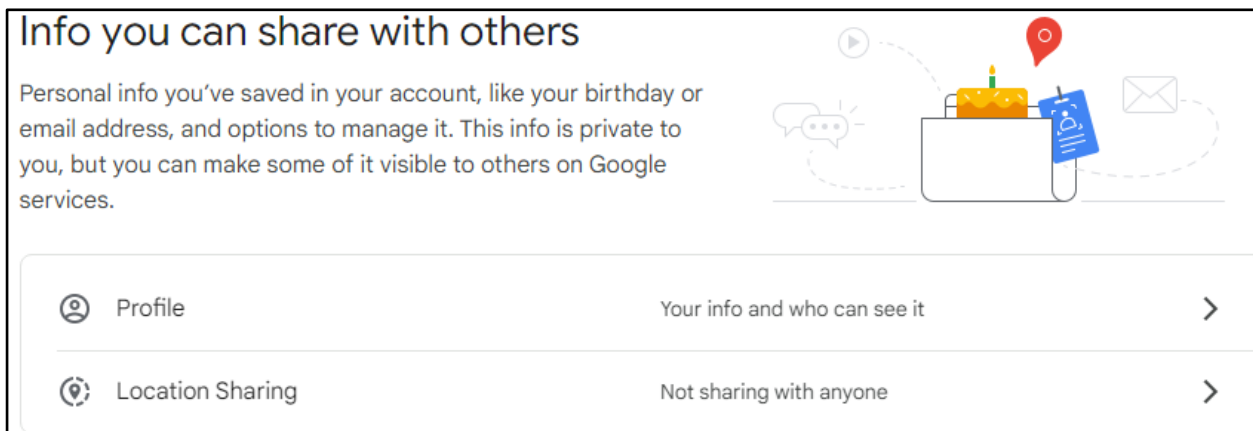 Info you can share with others
Personal info you’ve saved in your account, like your birthday or
email address, and options to manage it. This info is private to
you, but you can make some of it visible to others on Google
services.
Profile
Your info and who can see it
Location Sharing
Not sharing with anyone